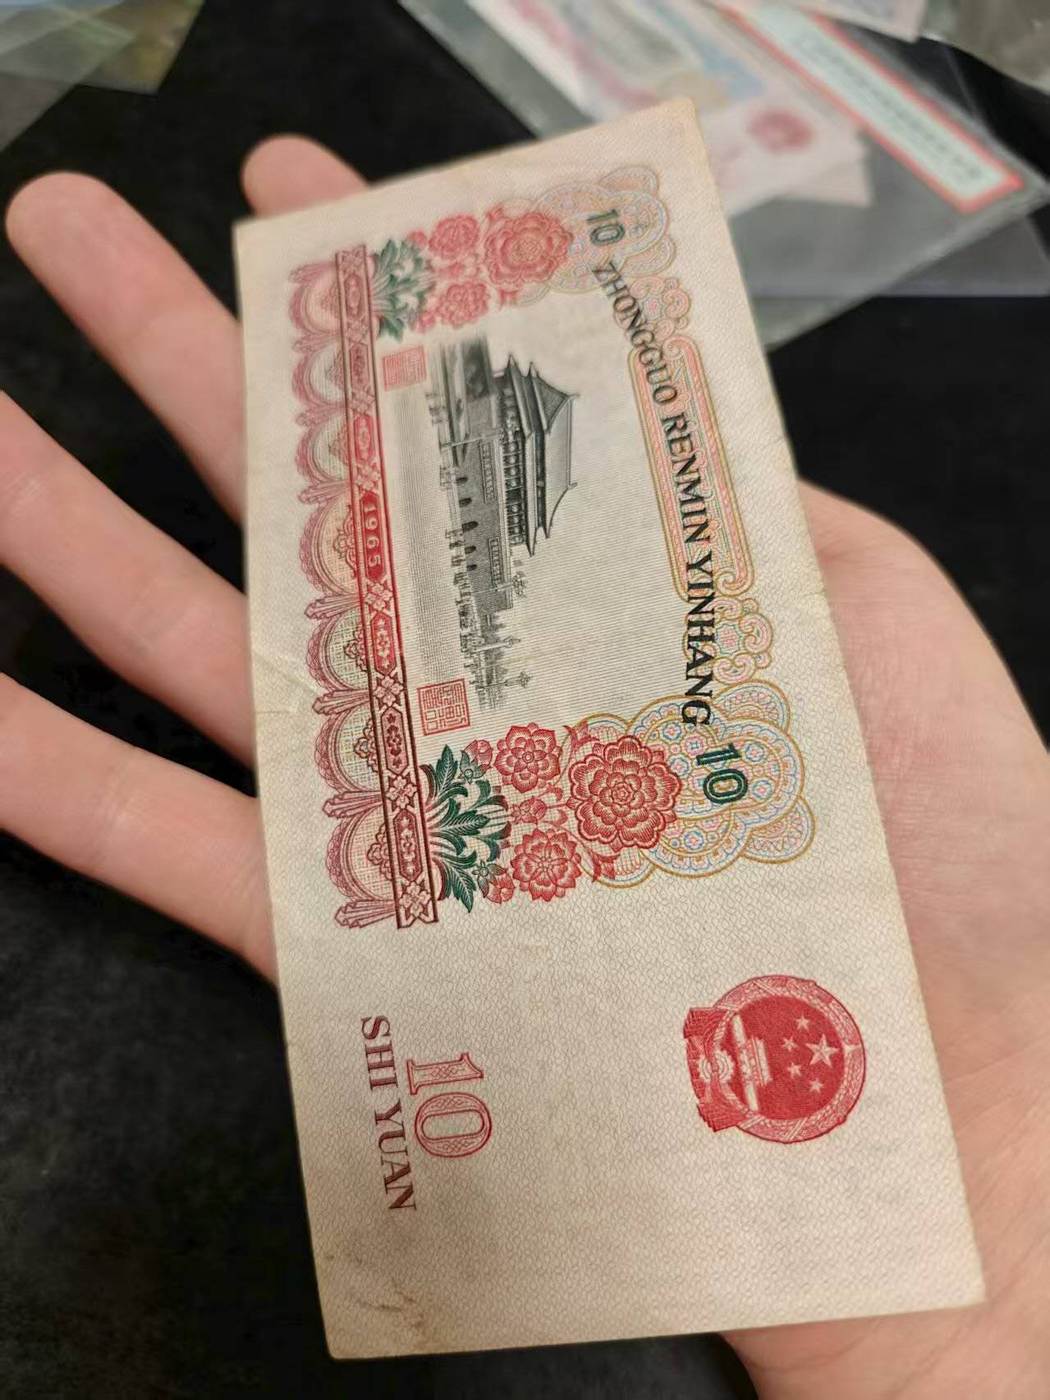 10 ZHONGGUO RENMIN YINHANG 10
1965
10
SHI YUAN